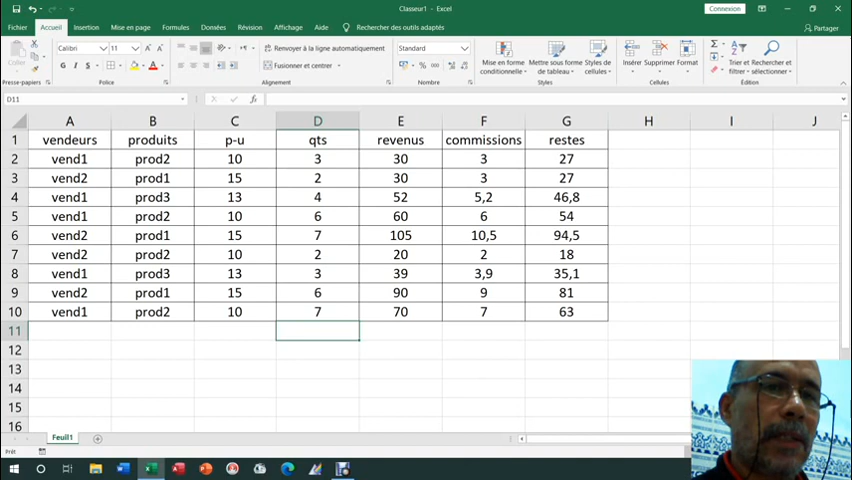 Classeur1 - Excel
Connexion
Fichier Accueil Insertion Mise en page Formules Données Révision Affichage Aide Rechercher des outils adaptés Partager
Coller
Calibri 11
Renvoyer à la ligne automatiquement
Fusionner et centrer
Standard
Mise en forme conditionnelle
Mettre sous forme de tableau
Styles de cellules
Insérer Supprimer Format
Trier et filtrer
Rechercher et sélectionner
Presse-papiers Police Alignement Nombre Styles Cellules Édition
D11
A B C D E F G H I J
1 vendeurs produits p-u qts revenus commissions restes
2 vend1 prod2 10 3 30 3 27
3 vend2 prod1 15 2 30 3 27
4 vend1 prod3 13 4 52 5,2 46,8
5 vend1 prod2 10 6 60 6 54
6 vend2 prod1 15 7 105 10,5 94,5
7 vend2 prod2 10 2 20 2 18
8 vend1 prod3 13 3 39 3,9 35,1
9 vend2 prod1 15 6 90 9 81
10 vend1 prod2 10 7 70 7 63
11
12
13
14
15
16
Feuil1
Prêt